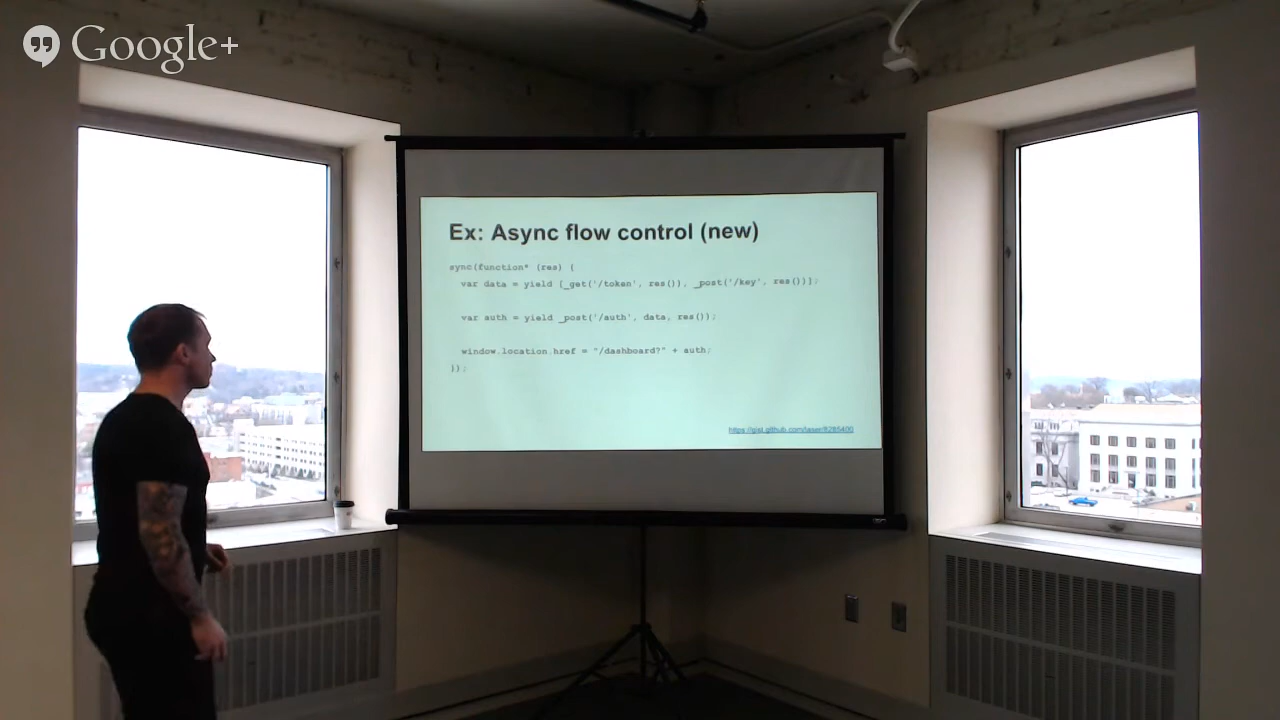 Google+
Ex: Async flow control (new)
sync(function* (res) {
var data = yield [_get('/token', res()), _post('/key', res())];
var auth = yield _post('/auth', data, res());
window.location.href = "/dashboard?" + auth;
});